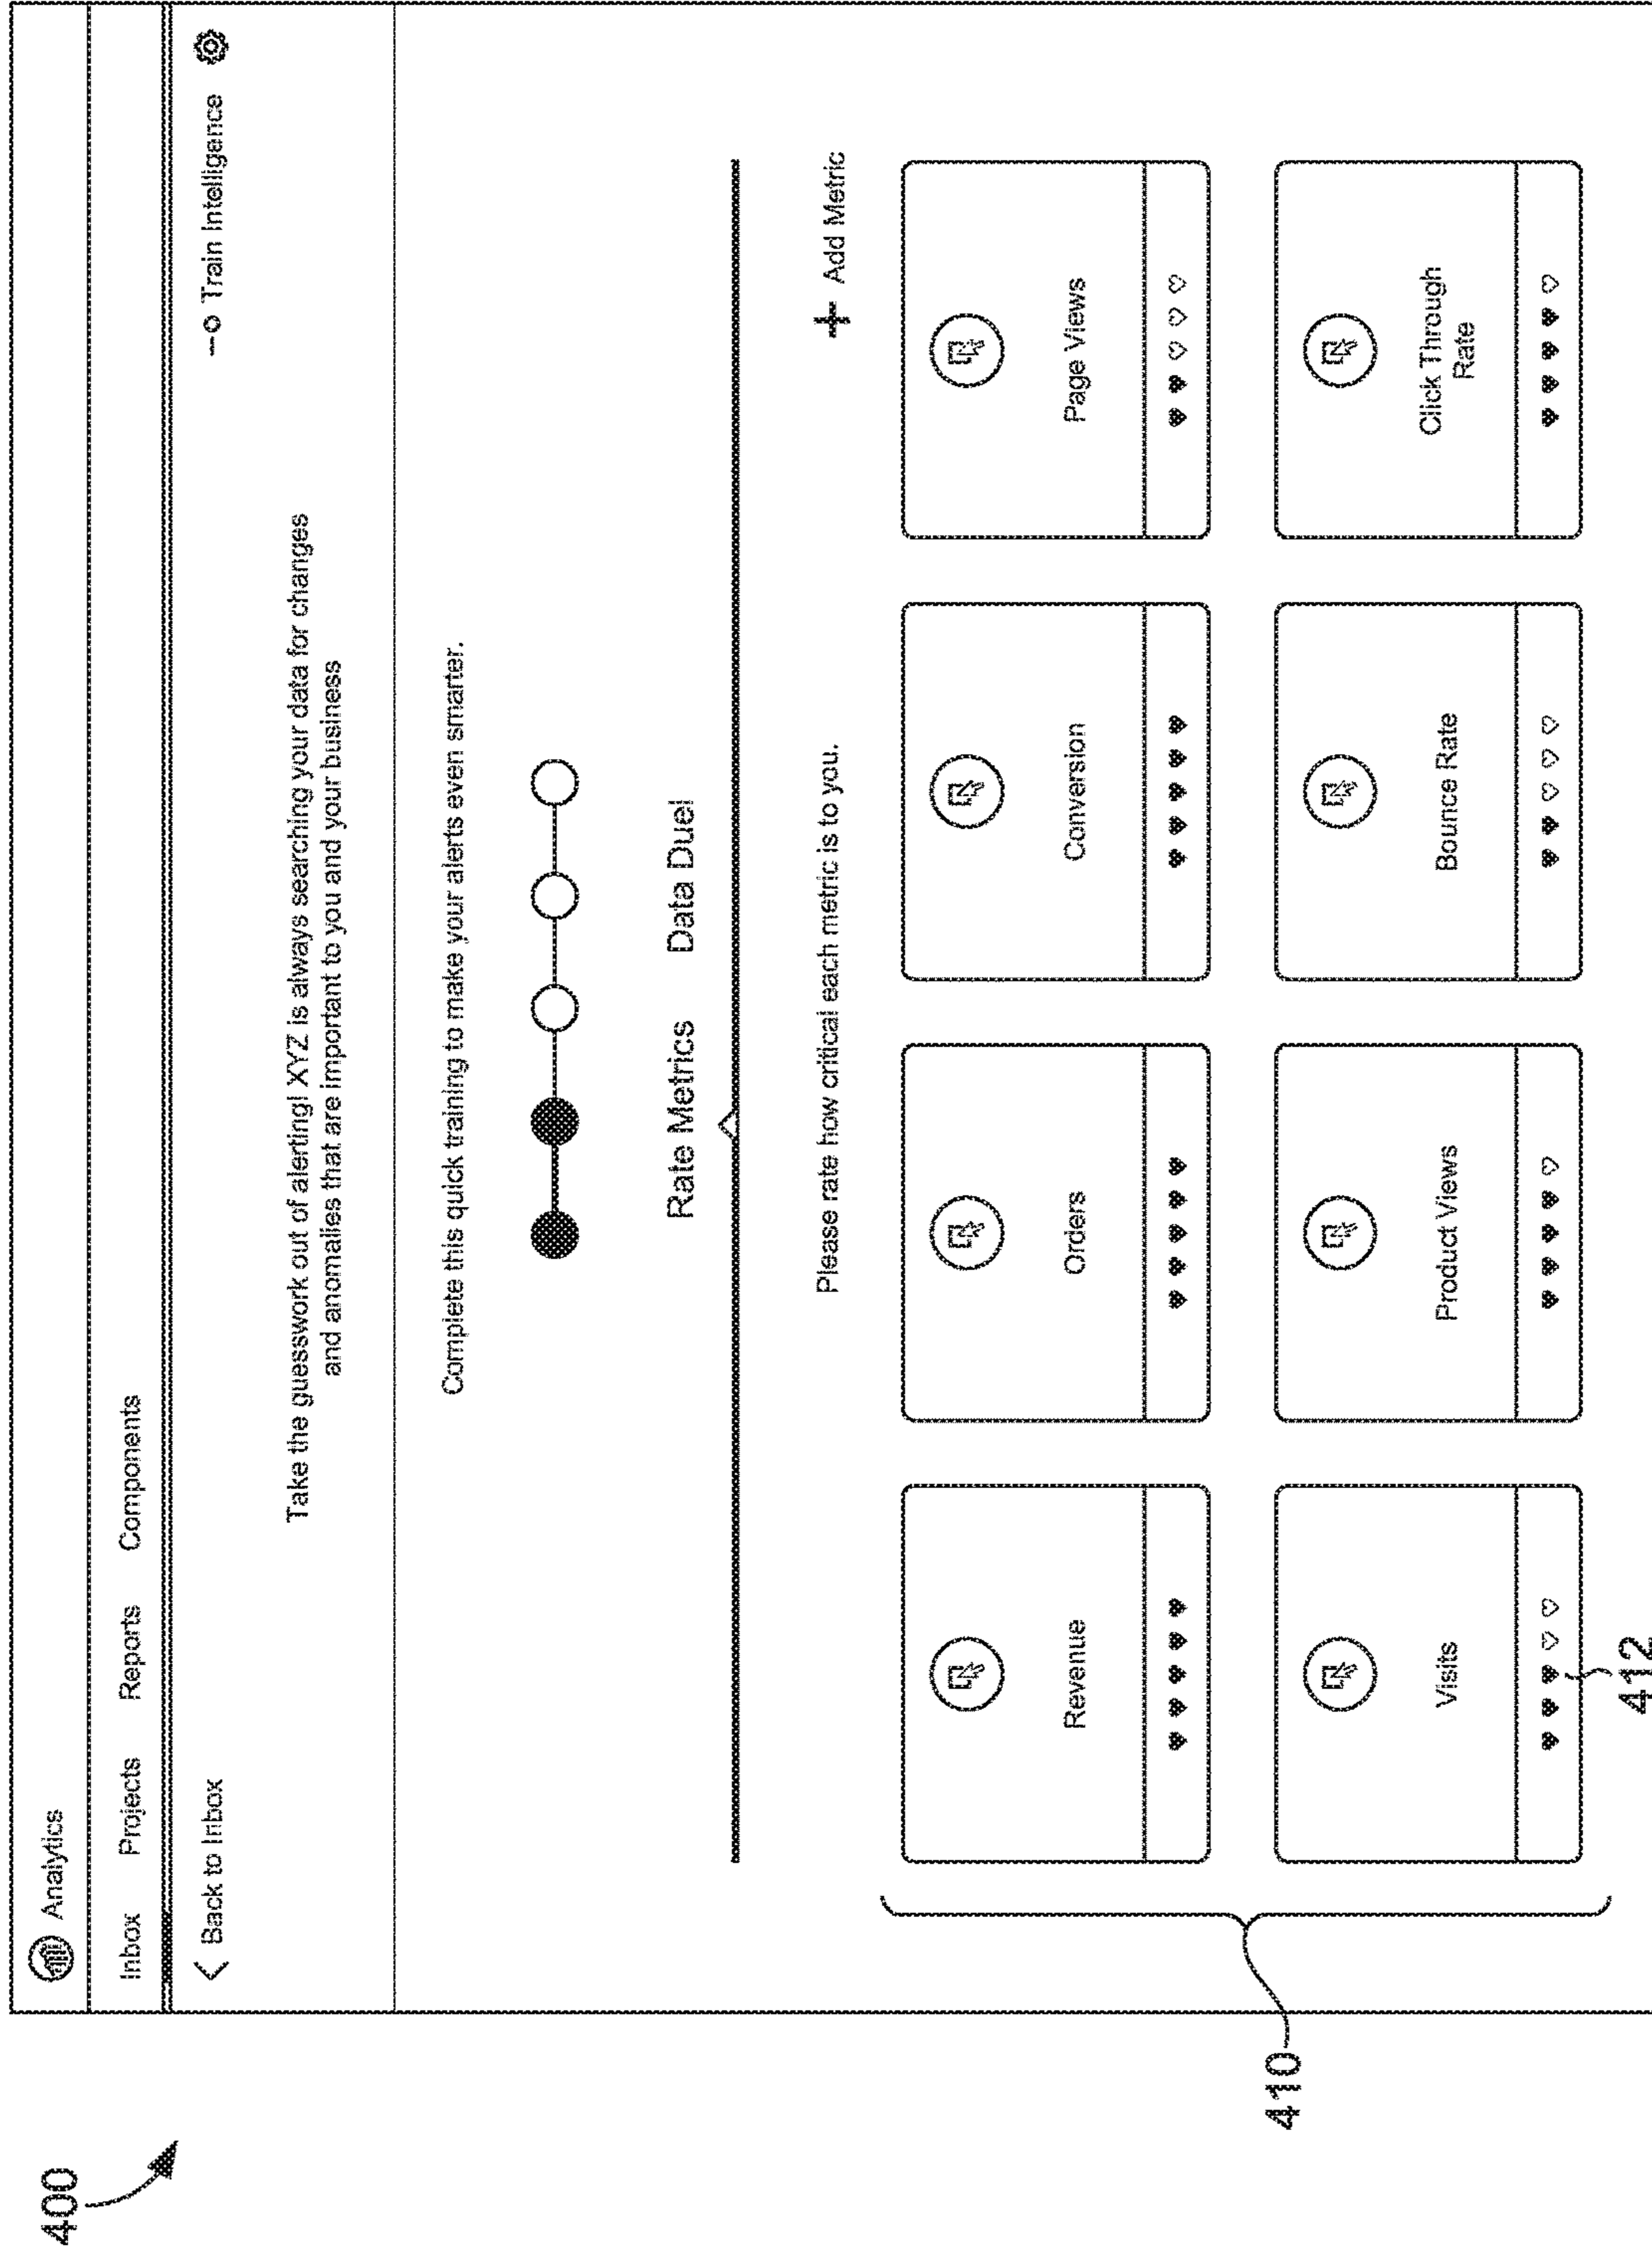 400
Analytics
Inbox Projects Reports Components
Back to Inbox
Train Intelligence
Take the guesswork out of alerting! XYZ is always searching your data for changes
and anomalies that are important to you and your business
Complete this quick training to make your alerts even smarter.
Rate Metrics Data Duel
Please rate how critical each metric is to you.
+ Add Metric
410
Revenue
Orders
Conversion
Page Views
Visits
Product Views
Bounce Rate
Click Through
Rate
412